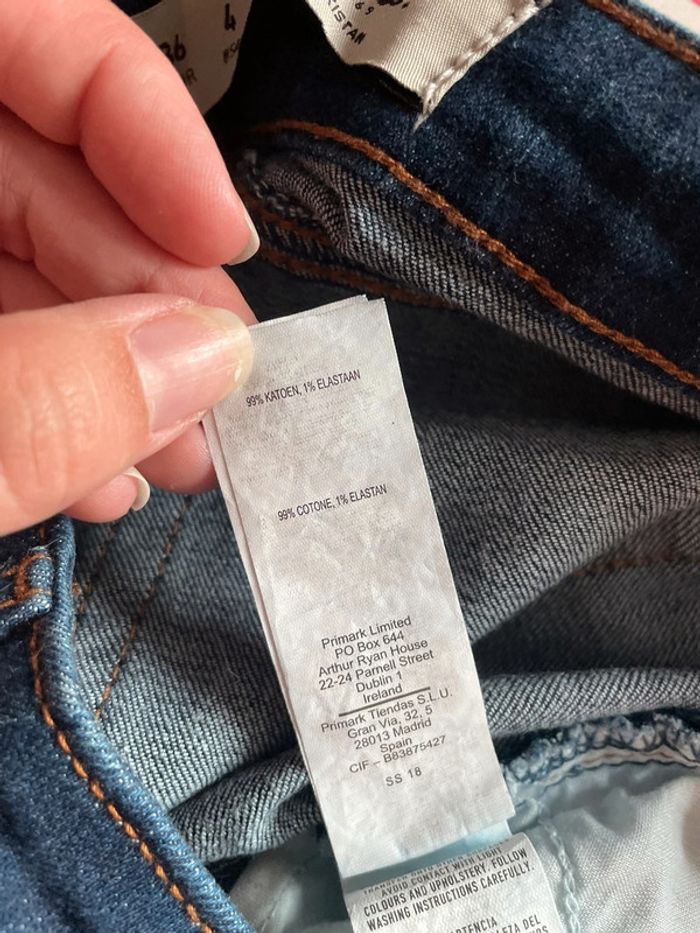 4
99% KATOEN, 1% ELASTAAN
99% COTONE, 1% ELASTAN
Primark Limited
PO Box 644
Arthur Ryan House
22-24 Parnell Street
Dublin 1
Ireland
Primark Tiendas S.L.U.
Gran Via, 32, 5
28013 Madrid
Spain
CIF – B83875427
SS 18
AVOID CONTACT WITH LIGHT
COLOURS AND UPHOLSTERY. FOLLOW
WASHING INSTRUCTIONS CAREFULLY.